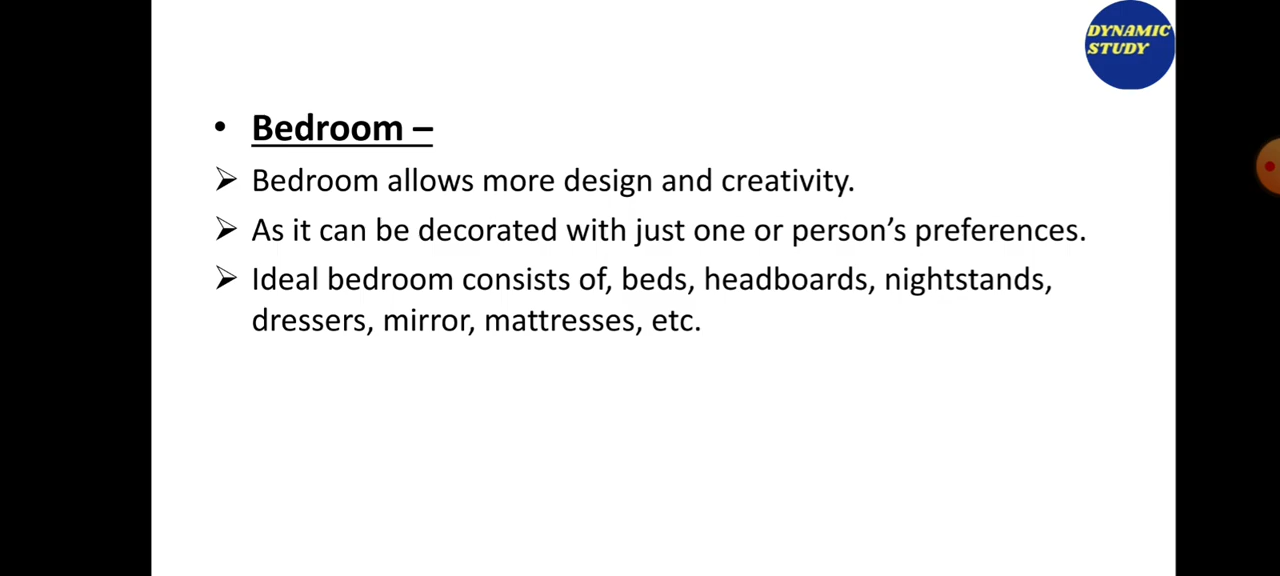 DYNAMIC
STUDY
• Bedroom –
➢ Bedroom allows more design and creativity.
➢ As it can be decorated with just one or person’s preferences.
➢ Ideal bedroom consists of, beds, headboards, nightstands,
dressers, mirror, mattresses, etc.